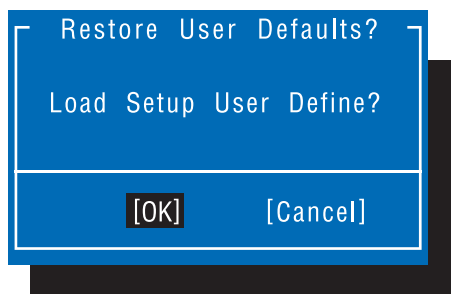 Restore User Defaults?
Load Setup User Define?
[OK] [Cancel]